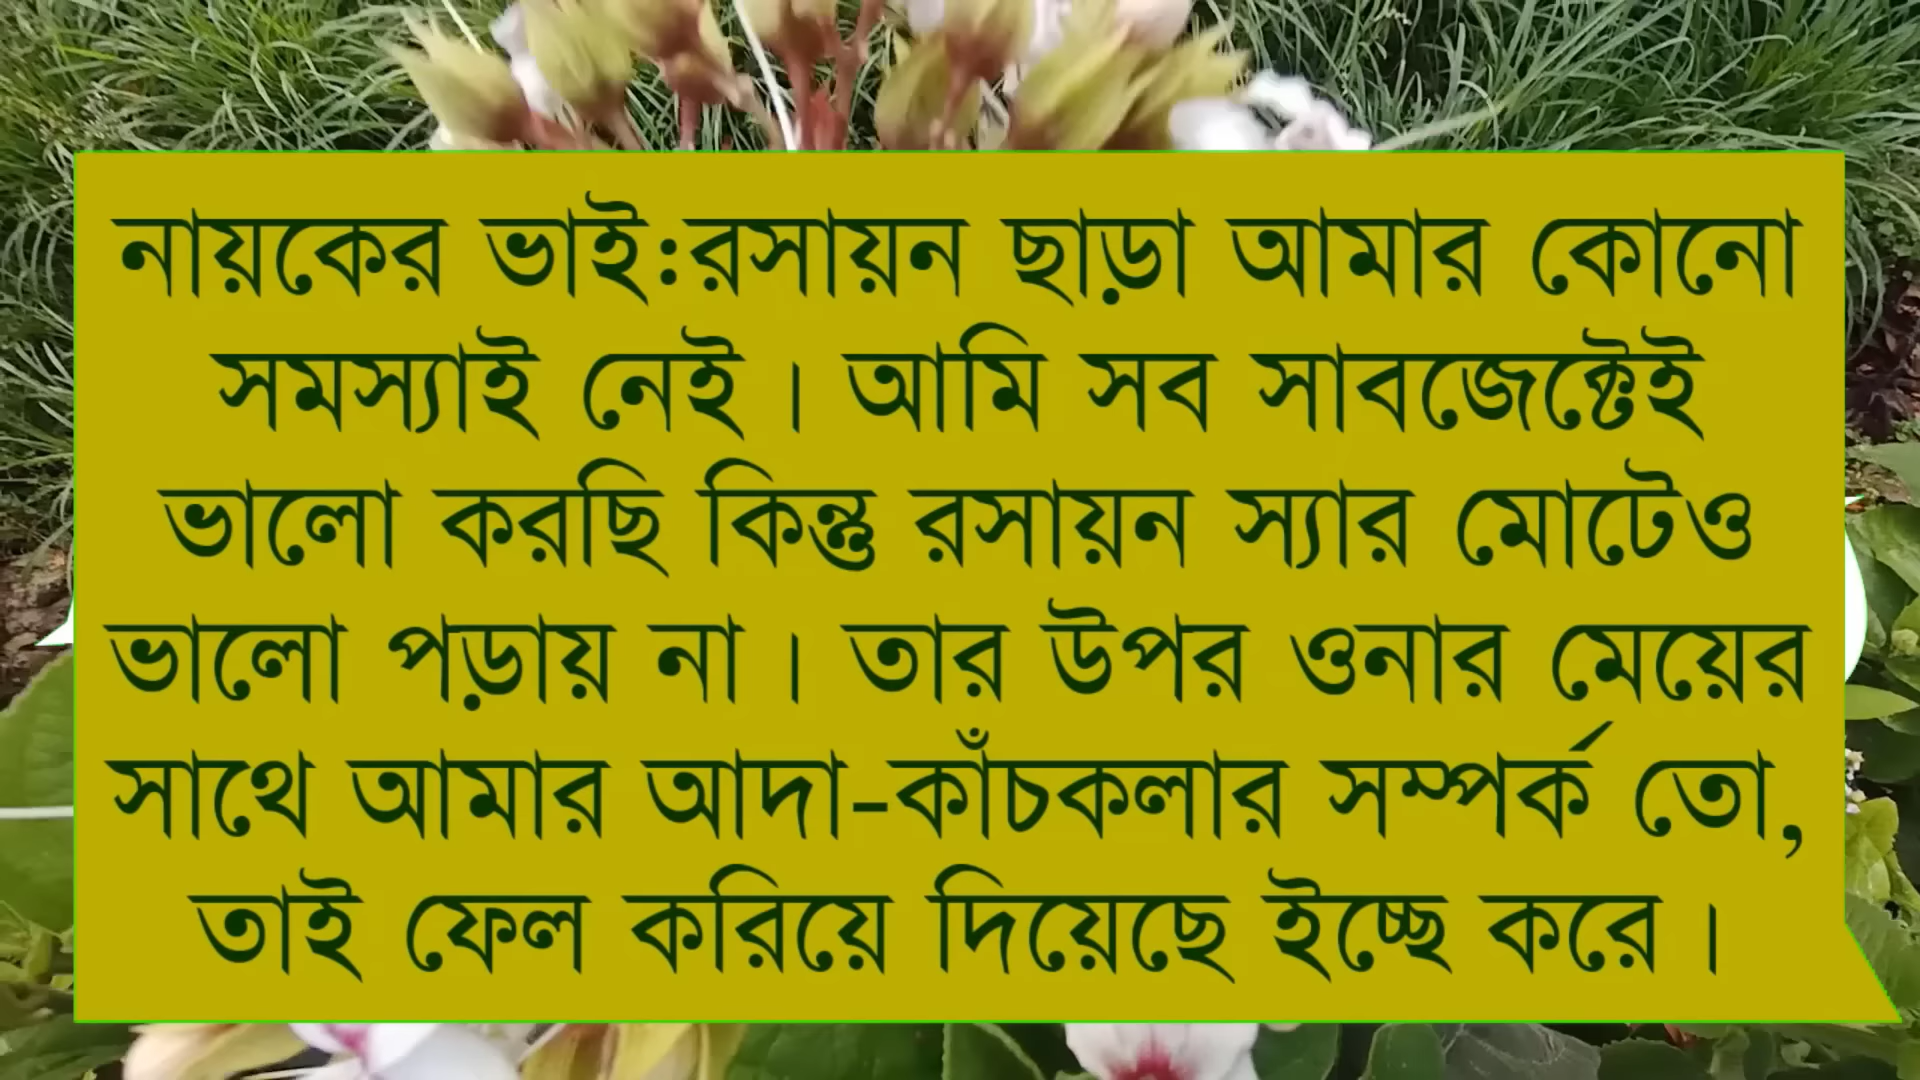 নায়কের ভাই:রসায়ন ছাড়া আমার কোনো
সমস্যাই নেই। আমি সব সাবজেক্টেই
ভালো করছি কিন্তু রসায়ন স্যার মোটেও
ভালো পড়ায় না। তার উপর ওনার মেয়ের
সাথে আমার আদা-কাঁচকলার সম্পর্ক তো,
তাই ফেল করিয়ে দিয়েছে ইচ্ছে করে।